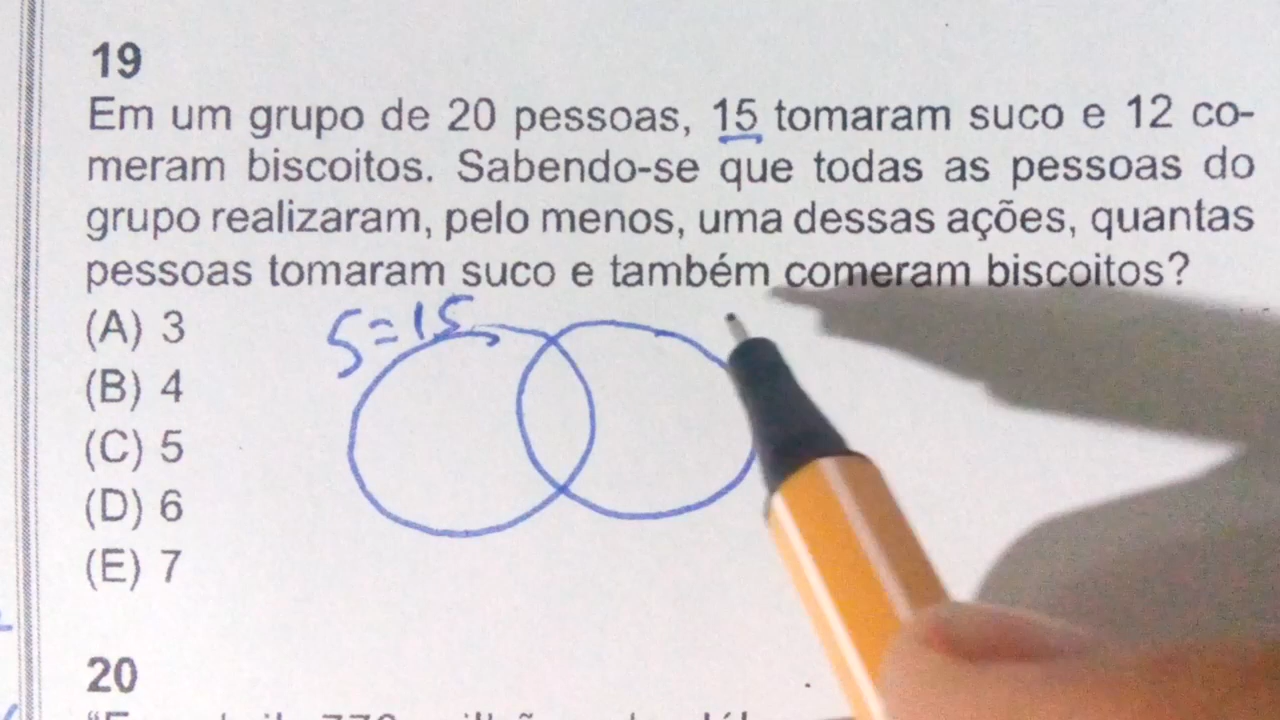 19
Em um grupo de 20 pessoas, 15 tomaram suco e 12 co-
meram biscoitos. Sabendo-se que todas as pessoas do
grupo realizaram, pelo menos, uma dessas ações, quantas
pessoas tomaram suco e também comeram biscoitos?
S=15
(A) 3
(B) 4
(C) 5
(D) 6
(E) 7
20